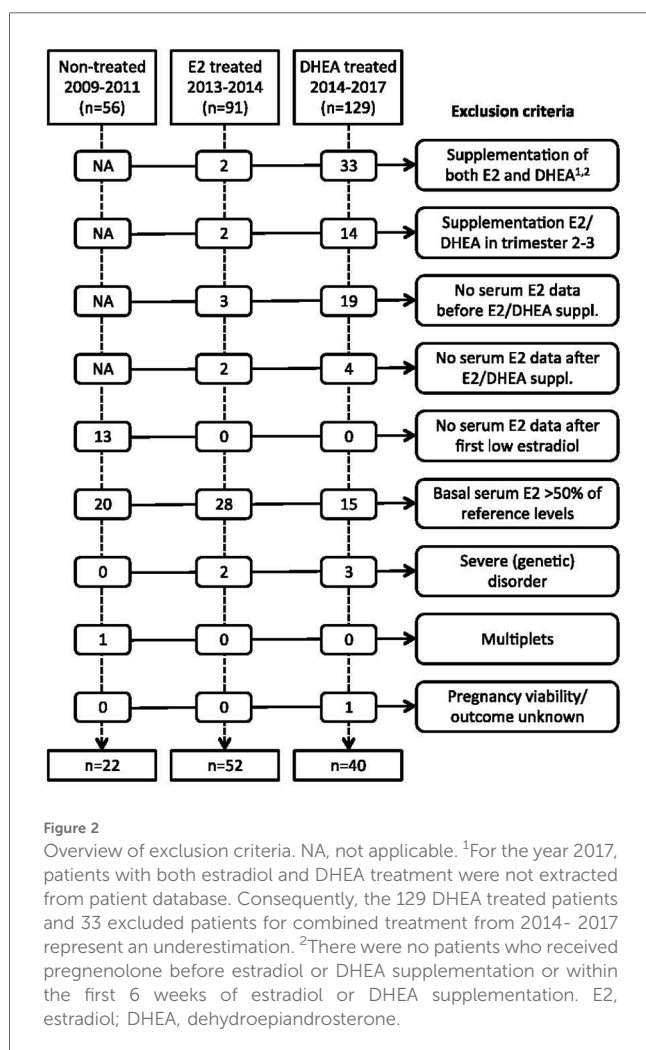 Non-treated
2009-2011
(n=56)
E2 treated
2013-2014
(n=91)
DHEA treated
2014-2017
(n=129)
Exclusion criteria
NA
2
33
Supplementation of
both E2 and DHEA1,2
NA
2
14
Supplementation E2/
DHEA in trimester 2-3
NA
3
19
No serum E2 data
before E2/DHEA suppl.
NA
2
4
No serum E2 data after
E2/DHEA suppl.
13
0
0
No serum E2 data after
first low estradiol
20
28
15
Basal serum E2 >50% of
reference levels
0
2
3
Severe (genetic)
disorder
1
0
0
Multiplets
0
0
1
Pregnancy viability/
outcome unknown
n=22
n=52
n=40
Figure 2
Overview of exclusion criteria. NA, not applicable. 1For the year 2017,
patients with both estradiol and DHEA treatment were not extracted
from patient database. Consequently, the 129 DHEA treated patients
and 33 excluded patients for combined treatment from 2014- 2017
represent an underestimation. 2There were no patients who received
pregnenolone before estradiol or DHEA supplementation or within
the first 6 weeks of estradiol or DHEA supplementation. E2,
estradiol; DHEA, dehydroepiandrosterone.